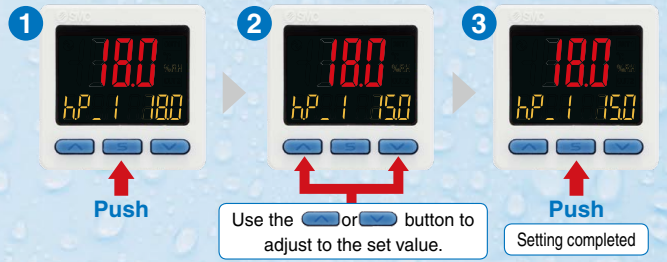 1
18.0 %R.H.
hP_1 18.0
S
Push
2
18.0 %R.H.
hP_1 15.0
S
Use the or button to
adjust to the set value.
3
18.0 %R.H.
hP_1 15.0
S
Push
Setting completed